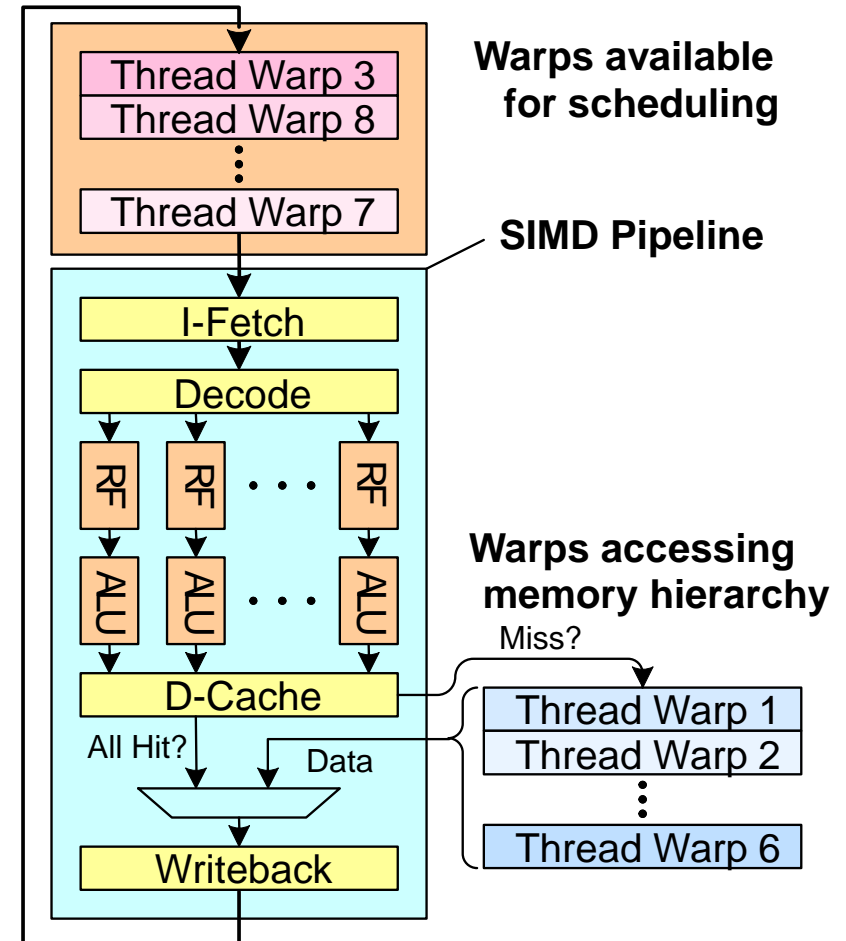 Thread Warp 3
Thread Warp 8
Thread Warp 7
Warps available
for scheduling
SIMD Pipeline
I-Fetch
Decode
RF
RF
RF
ALU
ALU
ALU
Warps accessing
memory hierarchy
Miss?
D-Cache
All Hit?
Data
Thread Warp 1
Thread Warp 2
Thread Warp 6
Writeback